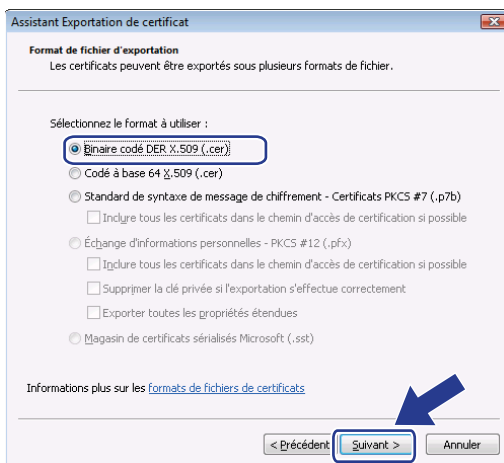 Assistant Exportation de certificat
Format de fichier d'exportation
Les certificats peuvent être exportés sous plusieurs formats de fichier.
Sélectionnez le format à utiliser :
Binaire codé DER X.509 (.cer)
Codé à base 64 X.509 (.cer)
Standard de syntaxe de message de chiffrement - Certificats PKCS #7 (.p7b)
Inclure tous les certificats dans le chemin d'accès de certification si possible
Échange d'informations personnelles - PKCS #12 (.pfx)
Inclure tous les certificats dans le chemin d'accès de certification si possible
Supprimer la clé privée si l'exportation s'effectue correctement
Exporter toutes les propriétés étendues
Magasin de certificats sérialisés Microsoft (.sst)
Informations plus sur les formats de fichiers de certificats
< Précédent Suivant > Annuler